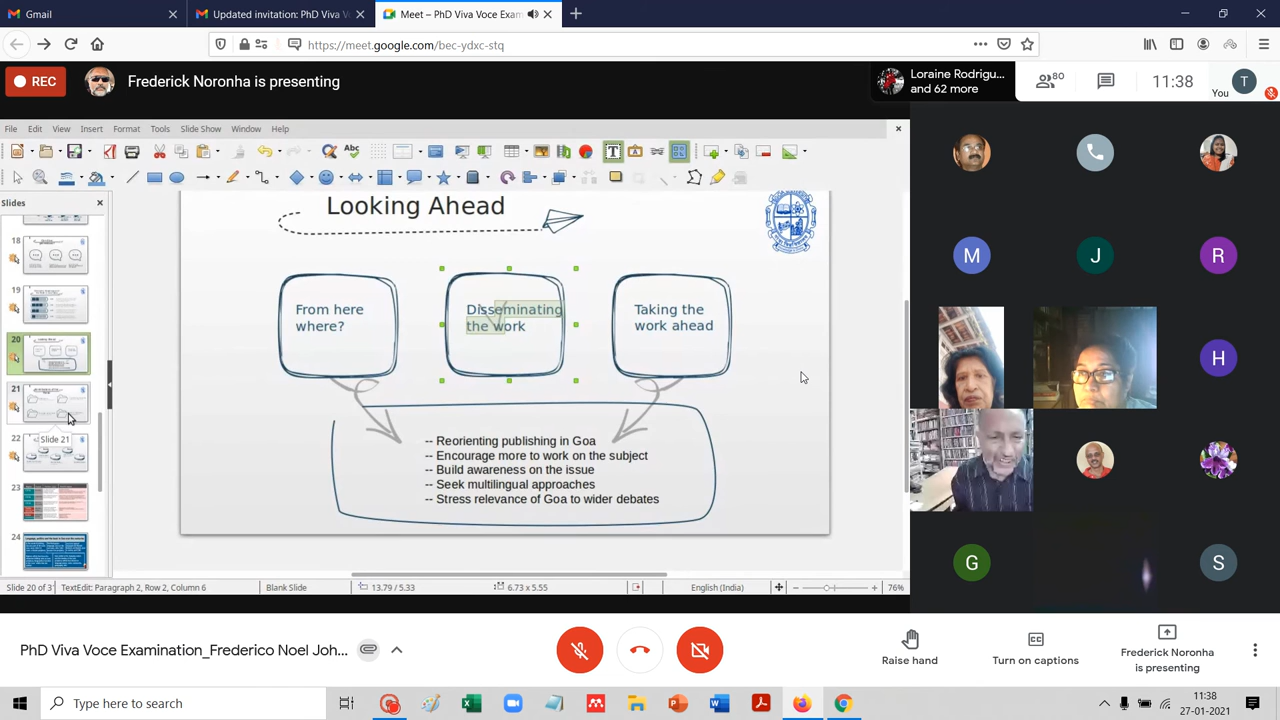 Gmail
Updated invitation: PhD Viva V
Meet – PhD Viva Voce Exam
https://meet.google.com/bec-ydxc-stq
REC
Frederick Noronha is presenting
Loraine Rodrigu...
and 62 more
80
11:38
You
T
File Edit View Insert Format Tools Slide Show Window Help
Slides
18
19
20
21
Slide 21
22
23
24
Looking Ahead
From here
where?
Disseminating
the work
Taking the
work ahead
-- Reorienting publishing in Goa
-- Encourage more to work on the subject
-- Build awareness on the issue
-- Seek multilingual approaches
-- Stress relevance of Goa to wider debates
Slide 20 of 3
TextEdit: Paragraph 2, Row 2, Column 6
Blank Slide
13.79 / 5.33
6.73 x 5.55
English (India)
76%
M
J
R
H
G
S
PhD Viva Voce Examination_Frederico Noel Joh...
Raise hand
Turn on captions
Frederick Noronha
is presenting
Type here to search
11:38
27-01-2021